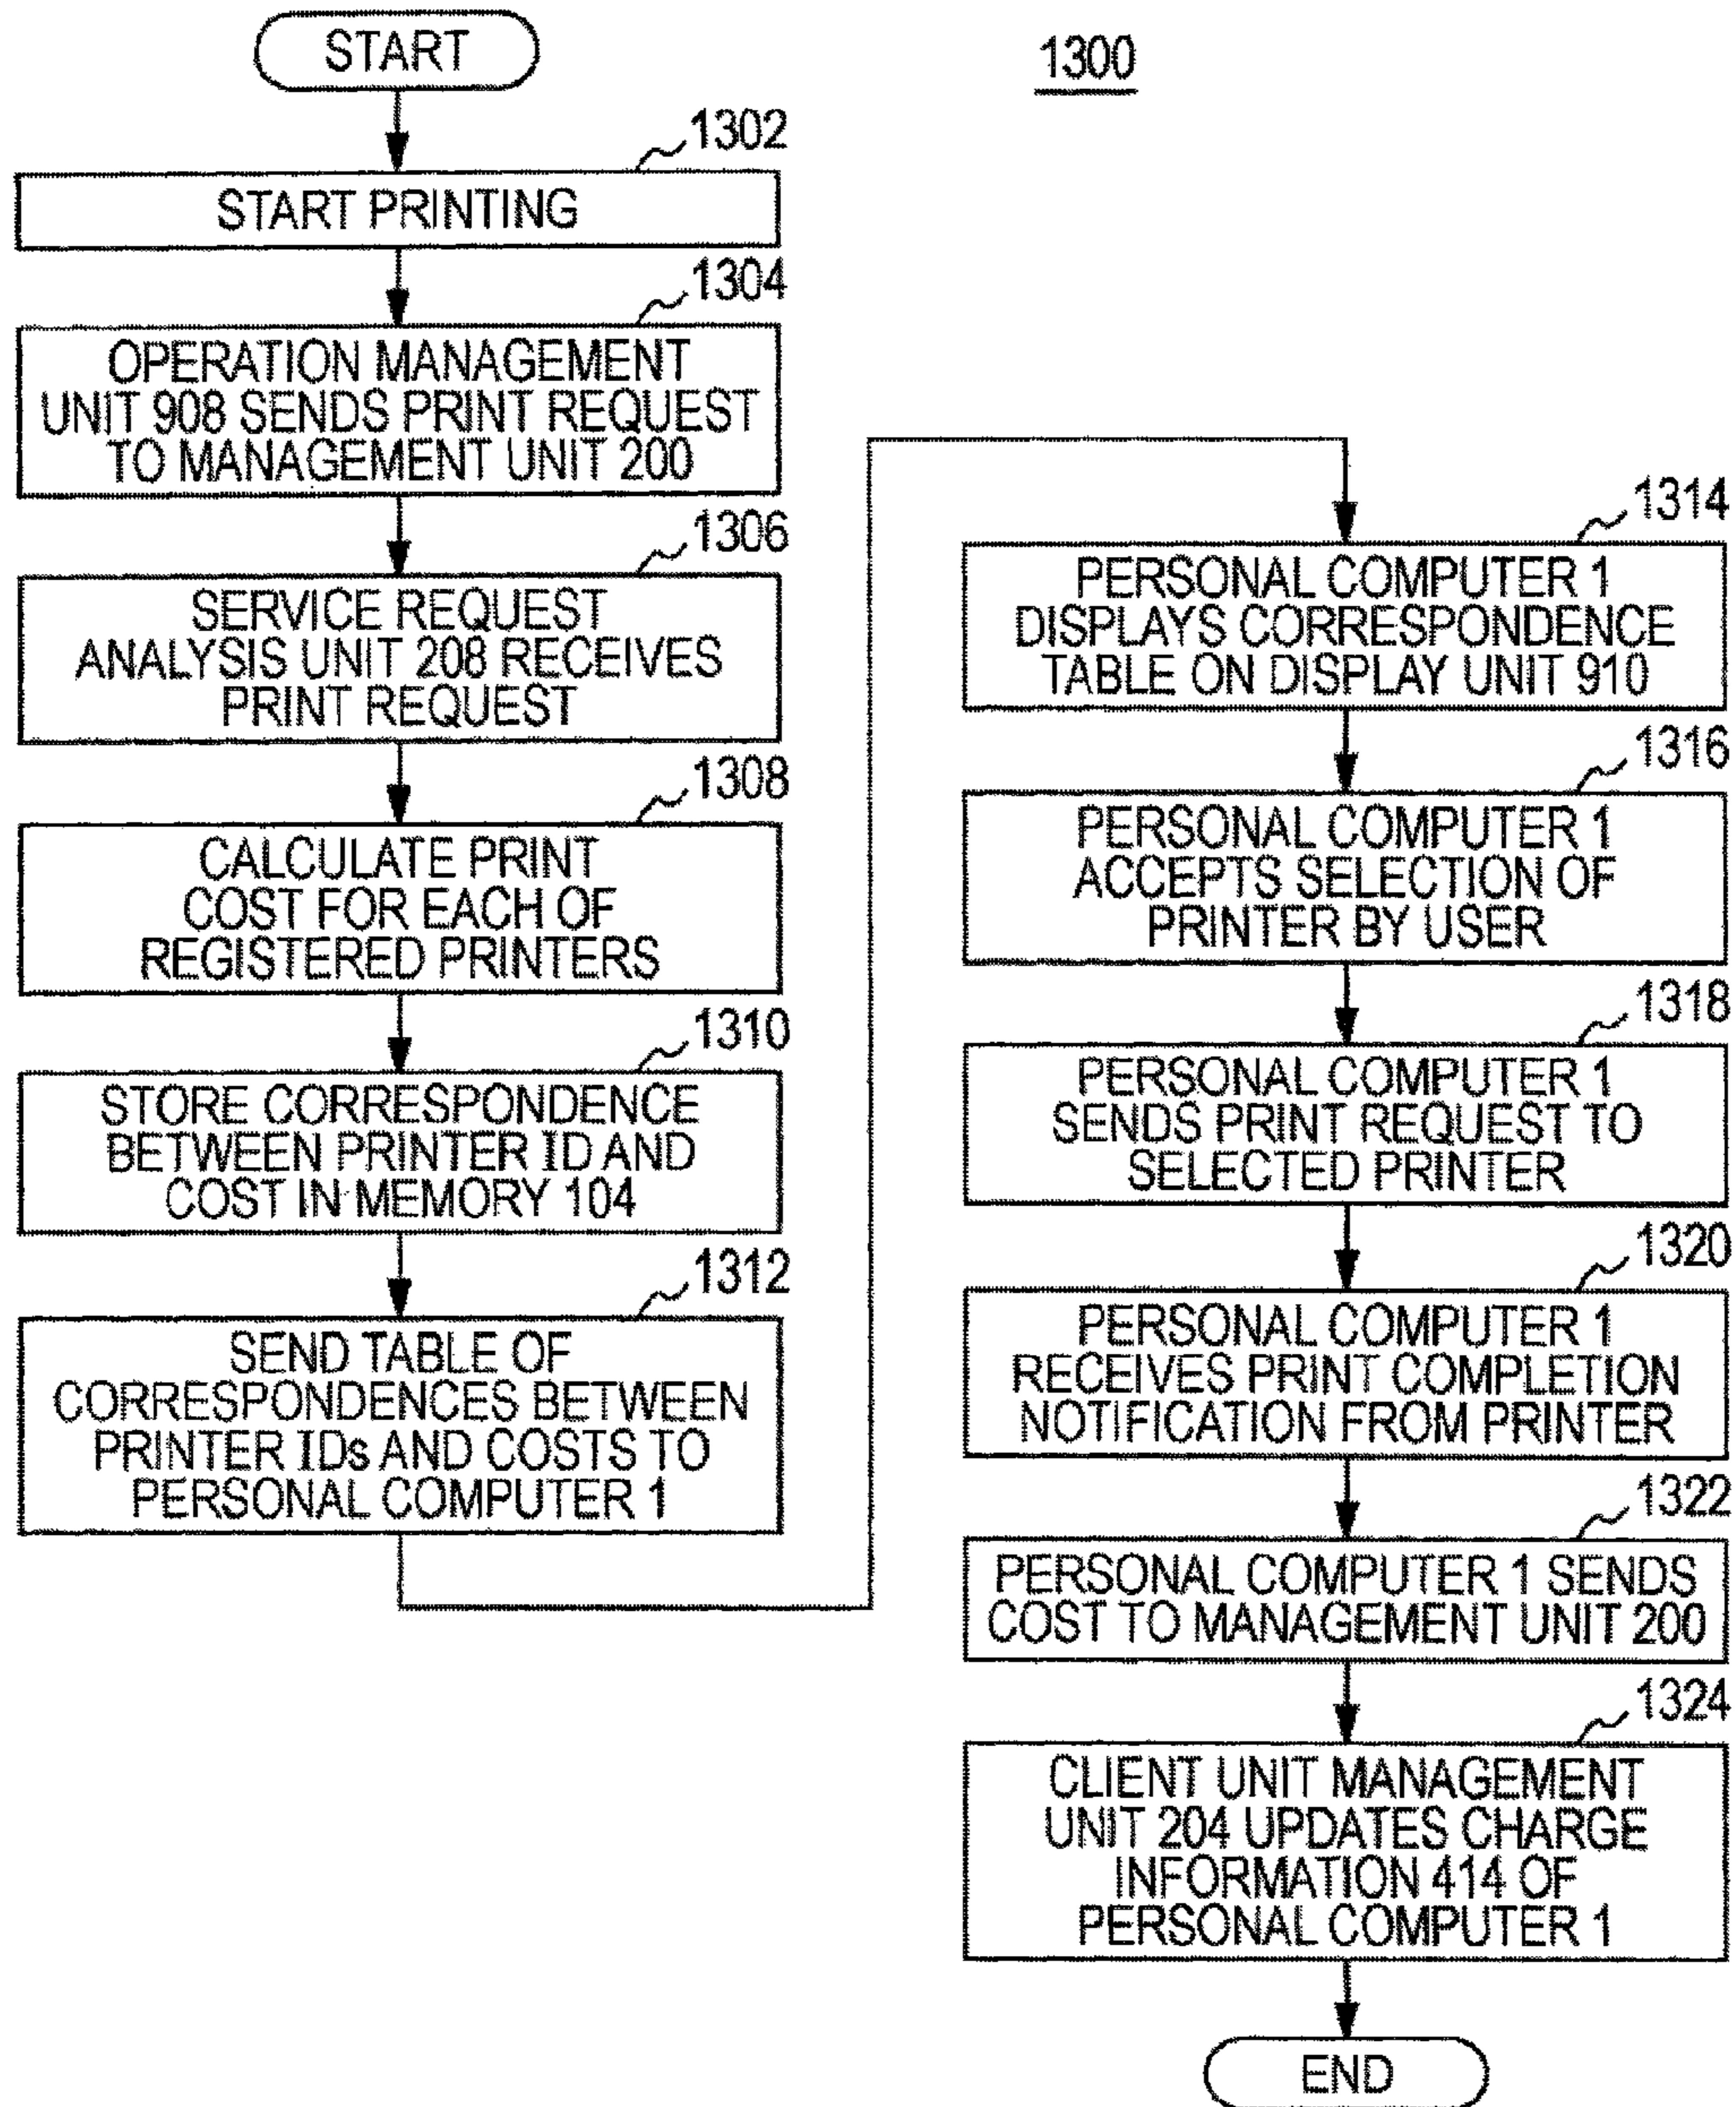 START
1300
1302
START PRINTING
1304
OPERATION MANAGEMENT
UNIT 908 SENDS PRINT REQUEST
TO MANAGEMENT UNIT 200
1306
SERVICE REQUEST
ANALYSIS UNIT 208 RECEIVES
PRINT REQUEST
1308
CALCULATE PRINT
COST FOR EACH OF
REGISTERED PRINTERS
1310
STORE CORRESPONDENCE
BETWEEN PRINTER ID AND
COST IN MEMORY 104
1312
SEND TABLE OF
CORRESPONDENCES BETWEEN
PRINTER IDs AND COSTS TO
PERSONAL COMPUTER 1
1314
PERSONAL COMPUTER 1
DISPLAYS CORRESPONDENCE
TABLE ON DISPLAY UNIT 910
1316
PERSONAL COMPUTER 1
ACCEPTS SELECTION OF
PRINTER BY USER
1318
PERSONAL COMPUTER 1
SENDS PRINT REQUEST TO
SELECTED PRINTER
1320
PERSONAL COMPUTER 1
RECEIVES PRINT COMPLETION
NOTIFICATION FROM PRINTER
1322
PERSONAL COMPUTER 1 SENDS
COST TO MANAGEMENT UNIT 200
1324
CLIENT UNIT MANAGEMENT
UNIT 204 UPDATES CHARGE
INFORMATION 414 OF
PERSONAL COMPUTER 1
END